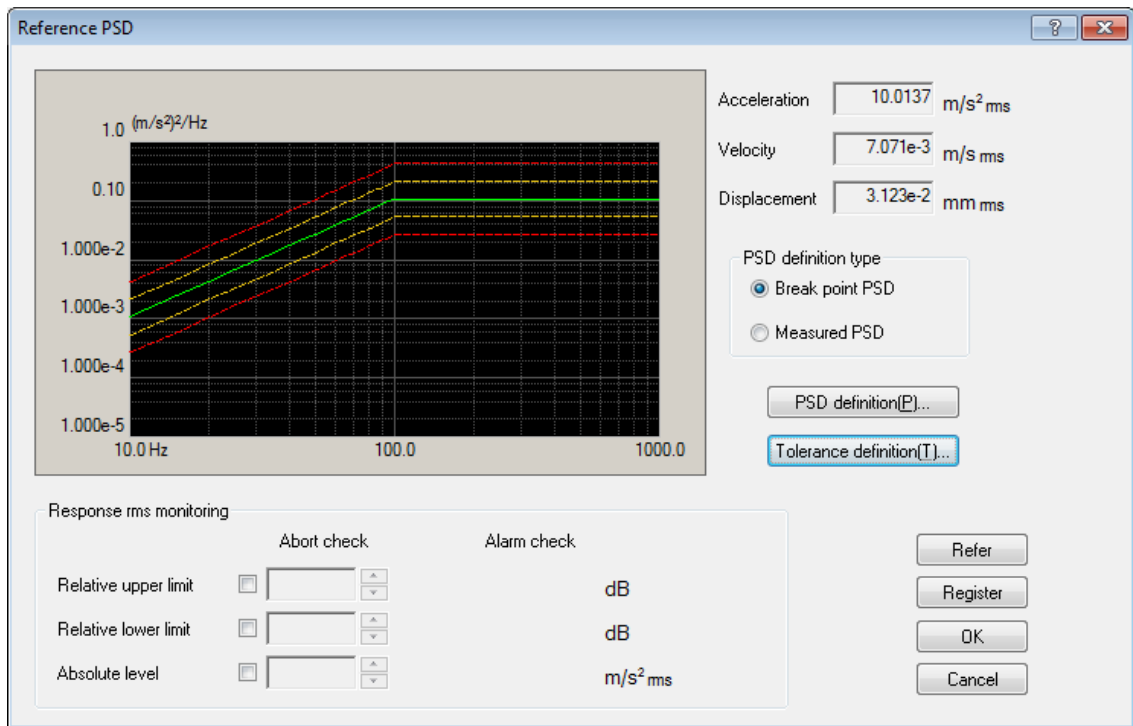 Reference PSD
1.0 (m/s²)²/Hz
0.10
1.000e-2
1.000e-3
1.000e-4
1.000e-5
10.0 Hz 100.0 1000.0
Acceleration 10.0137 m/s² rms
Velocity 7.071e-3 m/s rms
Displacement 3.123e-2 mm rms
PSD definition type
Break point PSD
Measured PSD
PSD definition(P)...
Tolerance definition(T)...
Response rms monitoring
Abort check Alarm check
Relative upper limit dB
Relative lower limit dB
Absolute level m/s² rms
Refer
Register
OK
Cancel